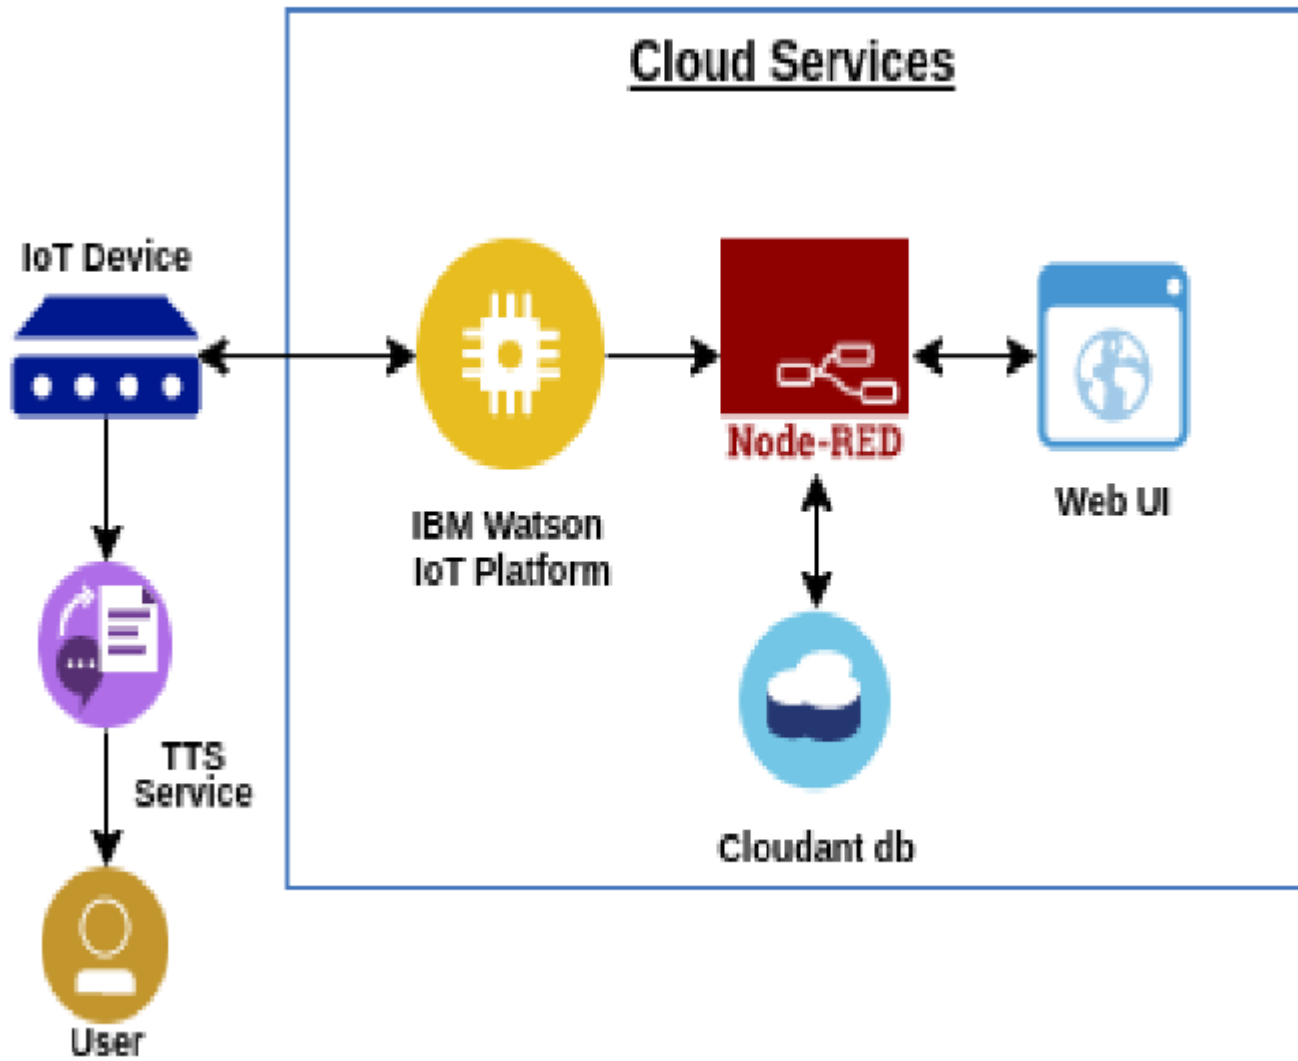 Cloud Services
IoT Device
Node-RED
Web UI
IBM Watson
IoT Platform
TTS
Service
Cloudant db
User